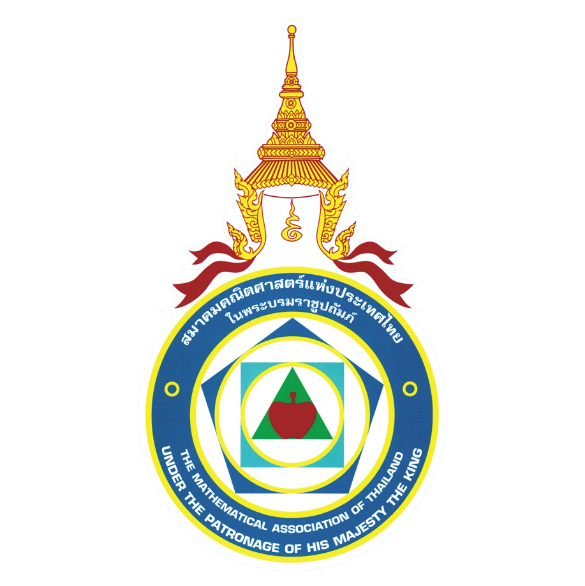 สมาคมคณิตศาสตร์แห่งประเทศไทย
ในพระบรมราชูปถัมภ์
THE MATHEMATICAL ASSOCIATION OF THAILAND
UNDER THE PATRONAGE OF HIS MAJESTY THE KING